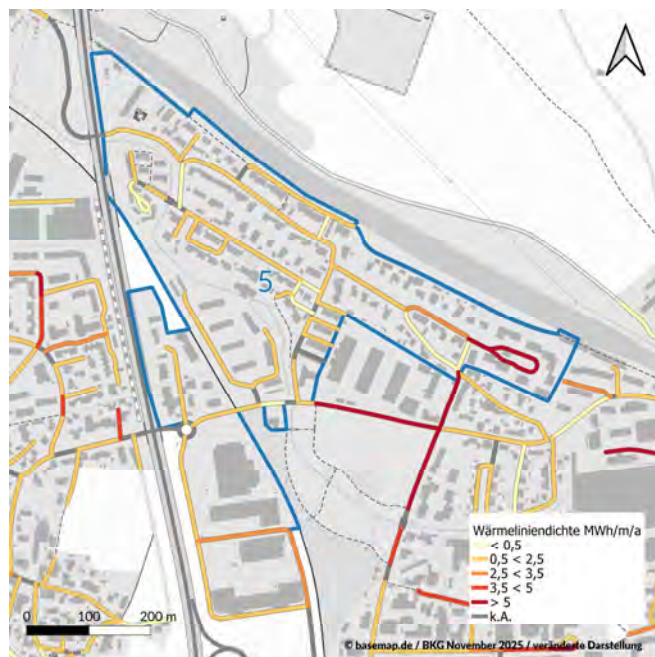 5
Wärmeliniendichte MWh/m/a
< 0,5
0,5 < 2,5
2,5 < 3,5
3,5 < 5
> 5
k.A.
0 100 200 m
© basemap.de / BKG November 2025 / veränderte Darstellung